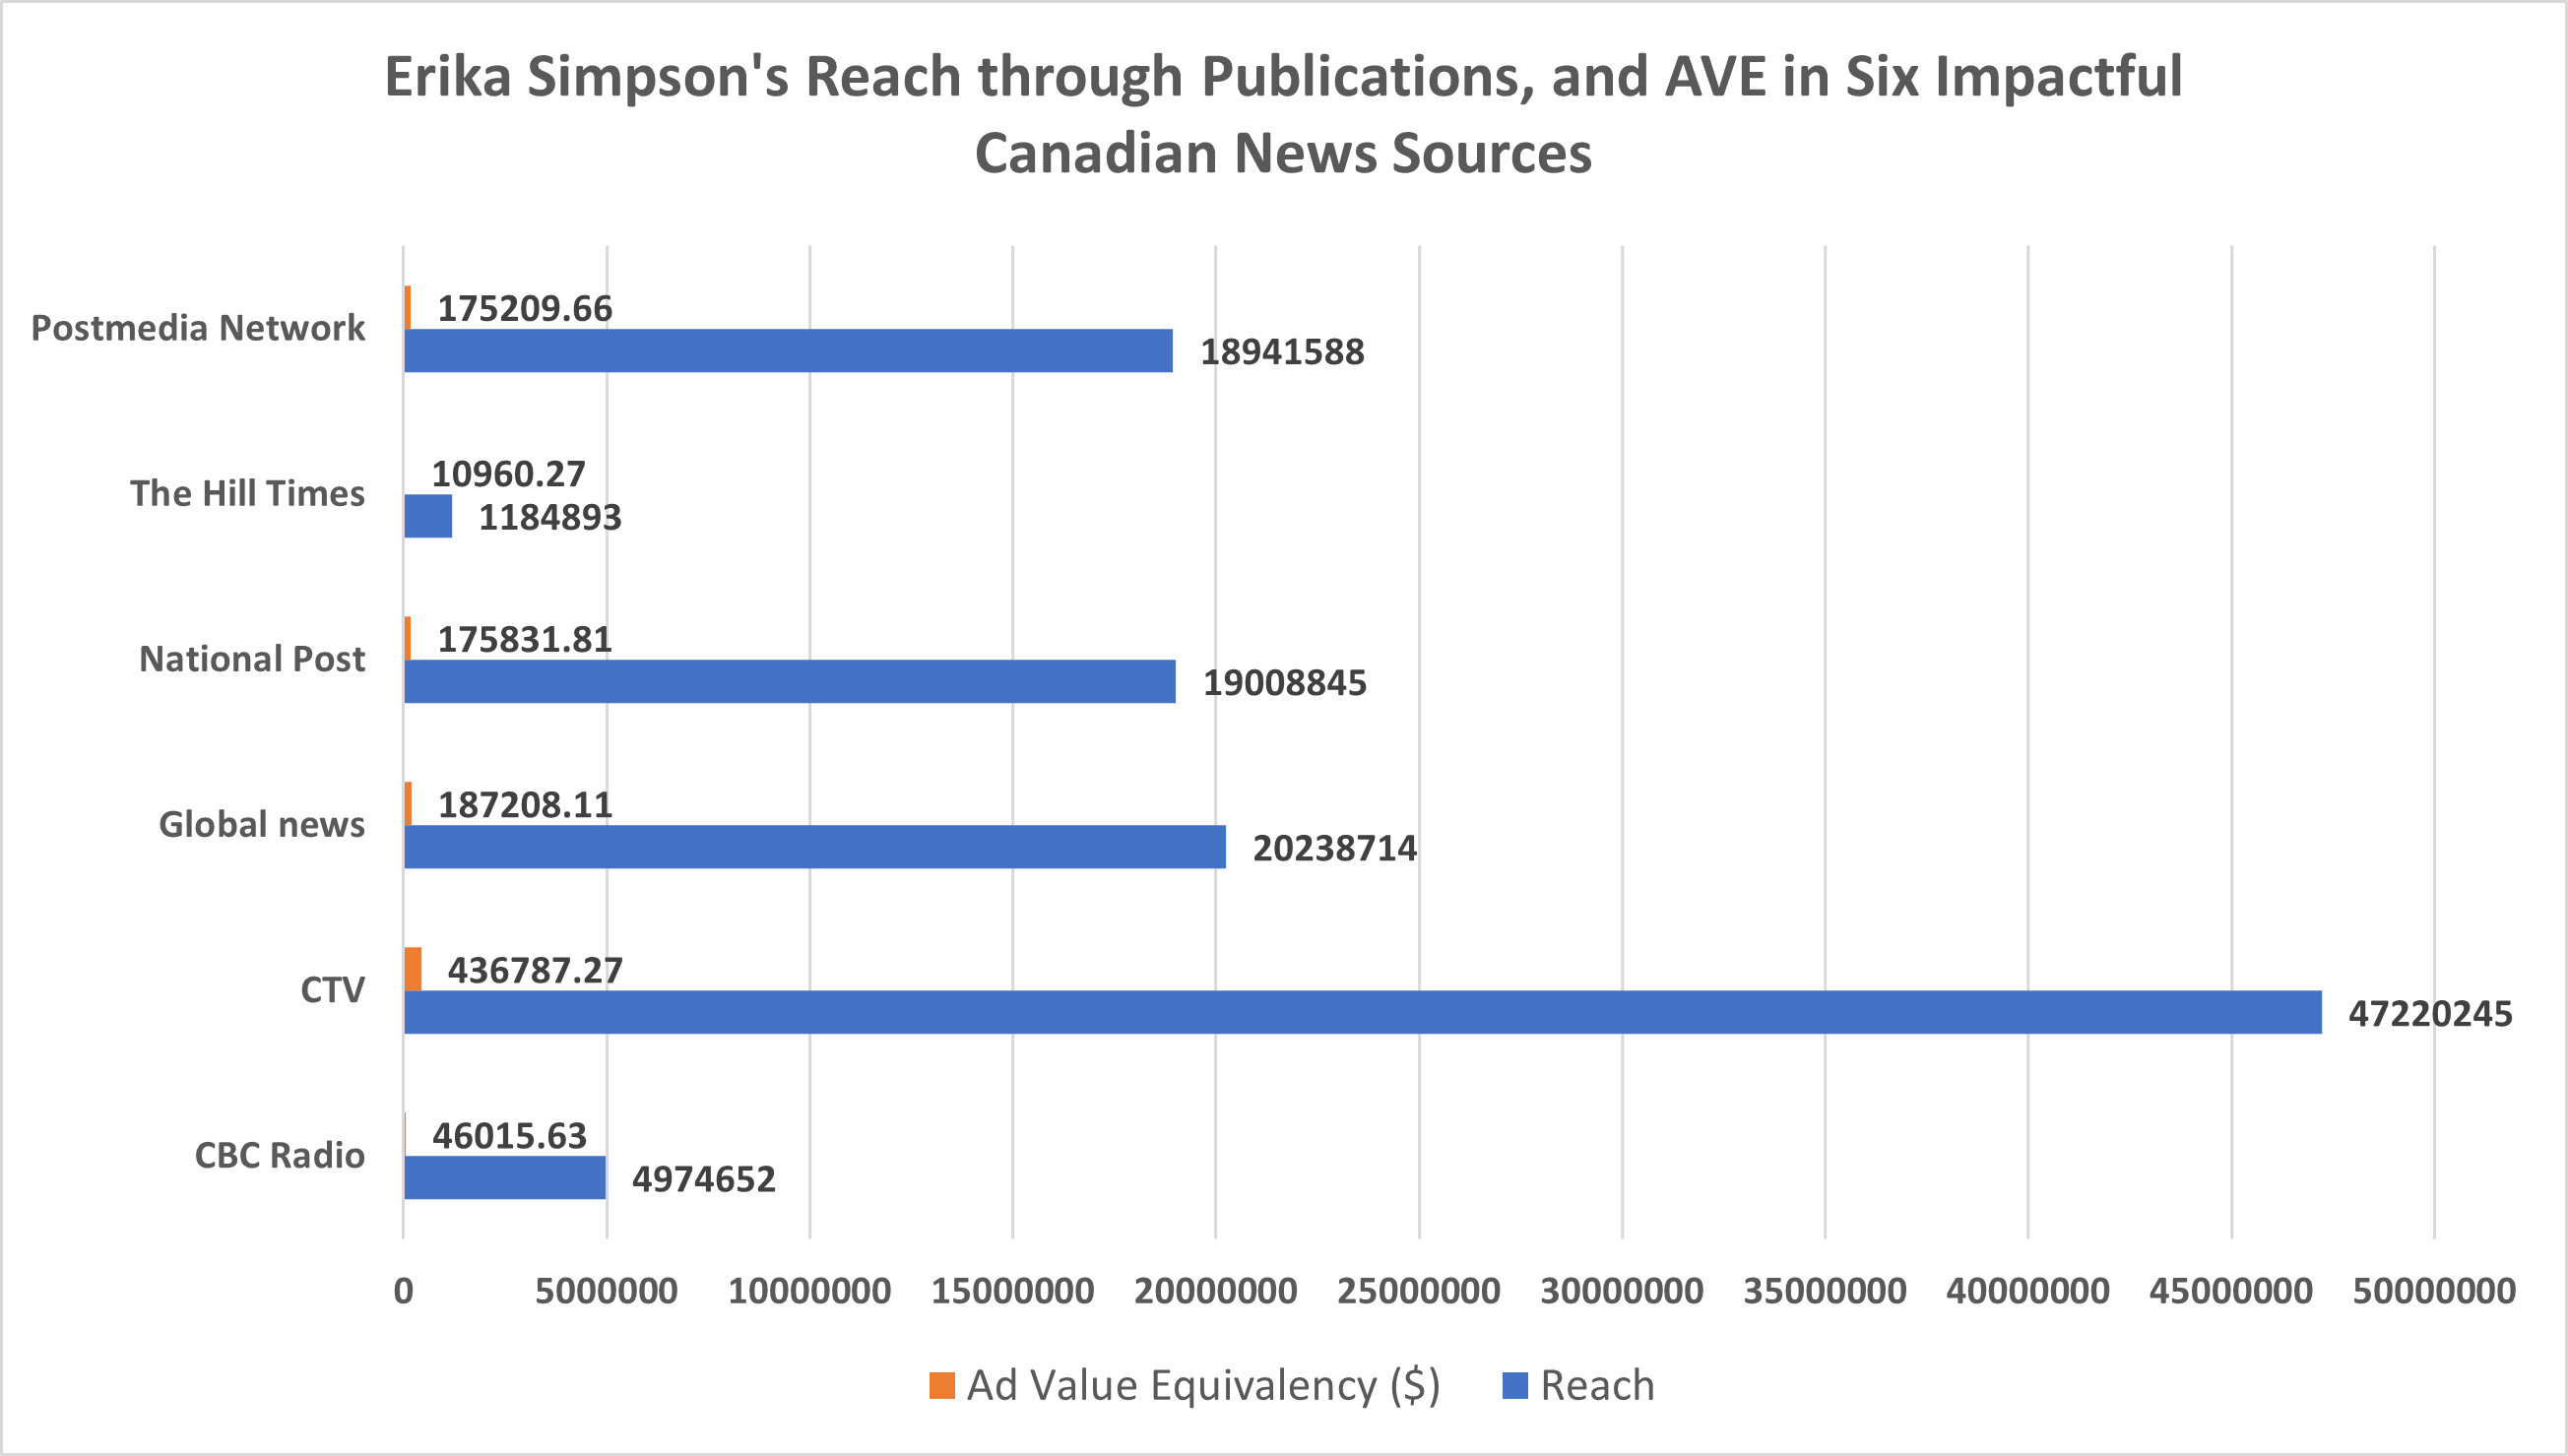 Erika Simpson's Reach through Publications, and AVE in Six Impactful
Canadian News Sources
Postmedia Network
175209.66
18941588
The Hill Times
10960.27
1184893
National Post
175831.81
19008845
Global news
187208.11
20238714
CTV
436787.27
47220245
CBC Radio
46015.63
4974652
0 5000000 10000000 15000000 20000000 25000000 30000000 35000000 40000000 45000000 50000000
Ad Value Equivalency ($) Reach